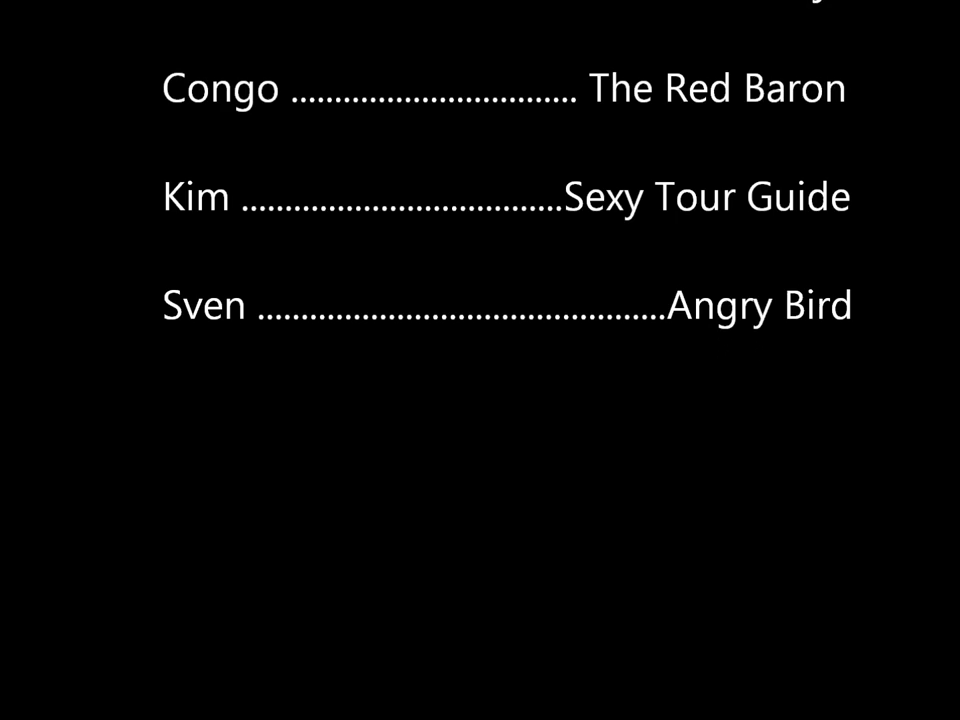 Congo ................................. The Red Baron
Kim .....................................Sexy Tour Guide
Sven ...............................................Angry Bird